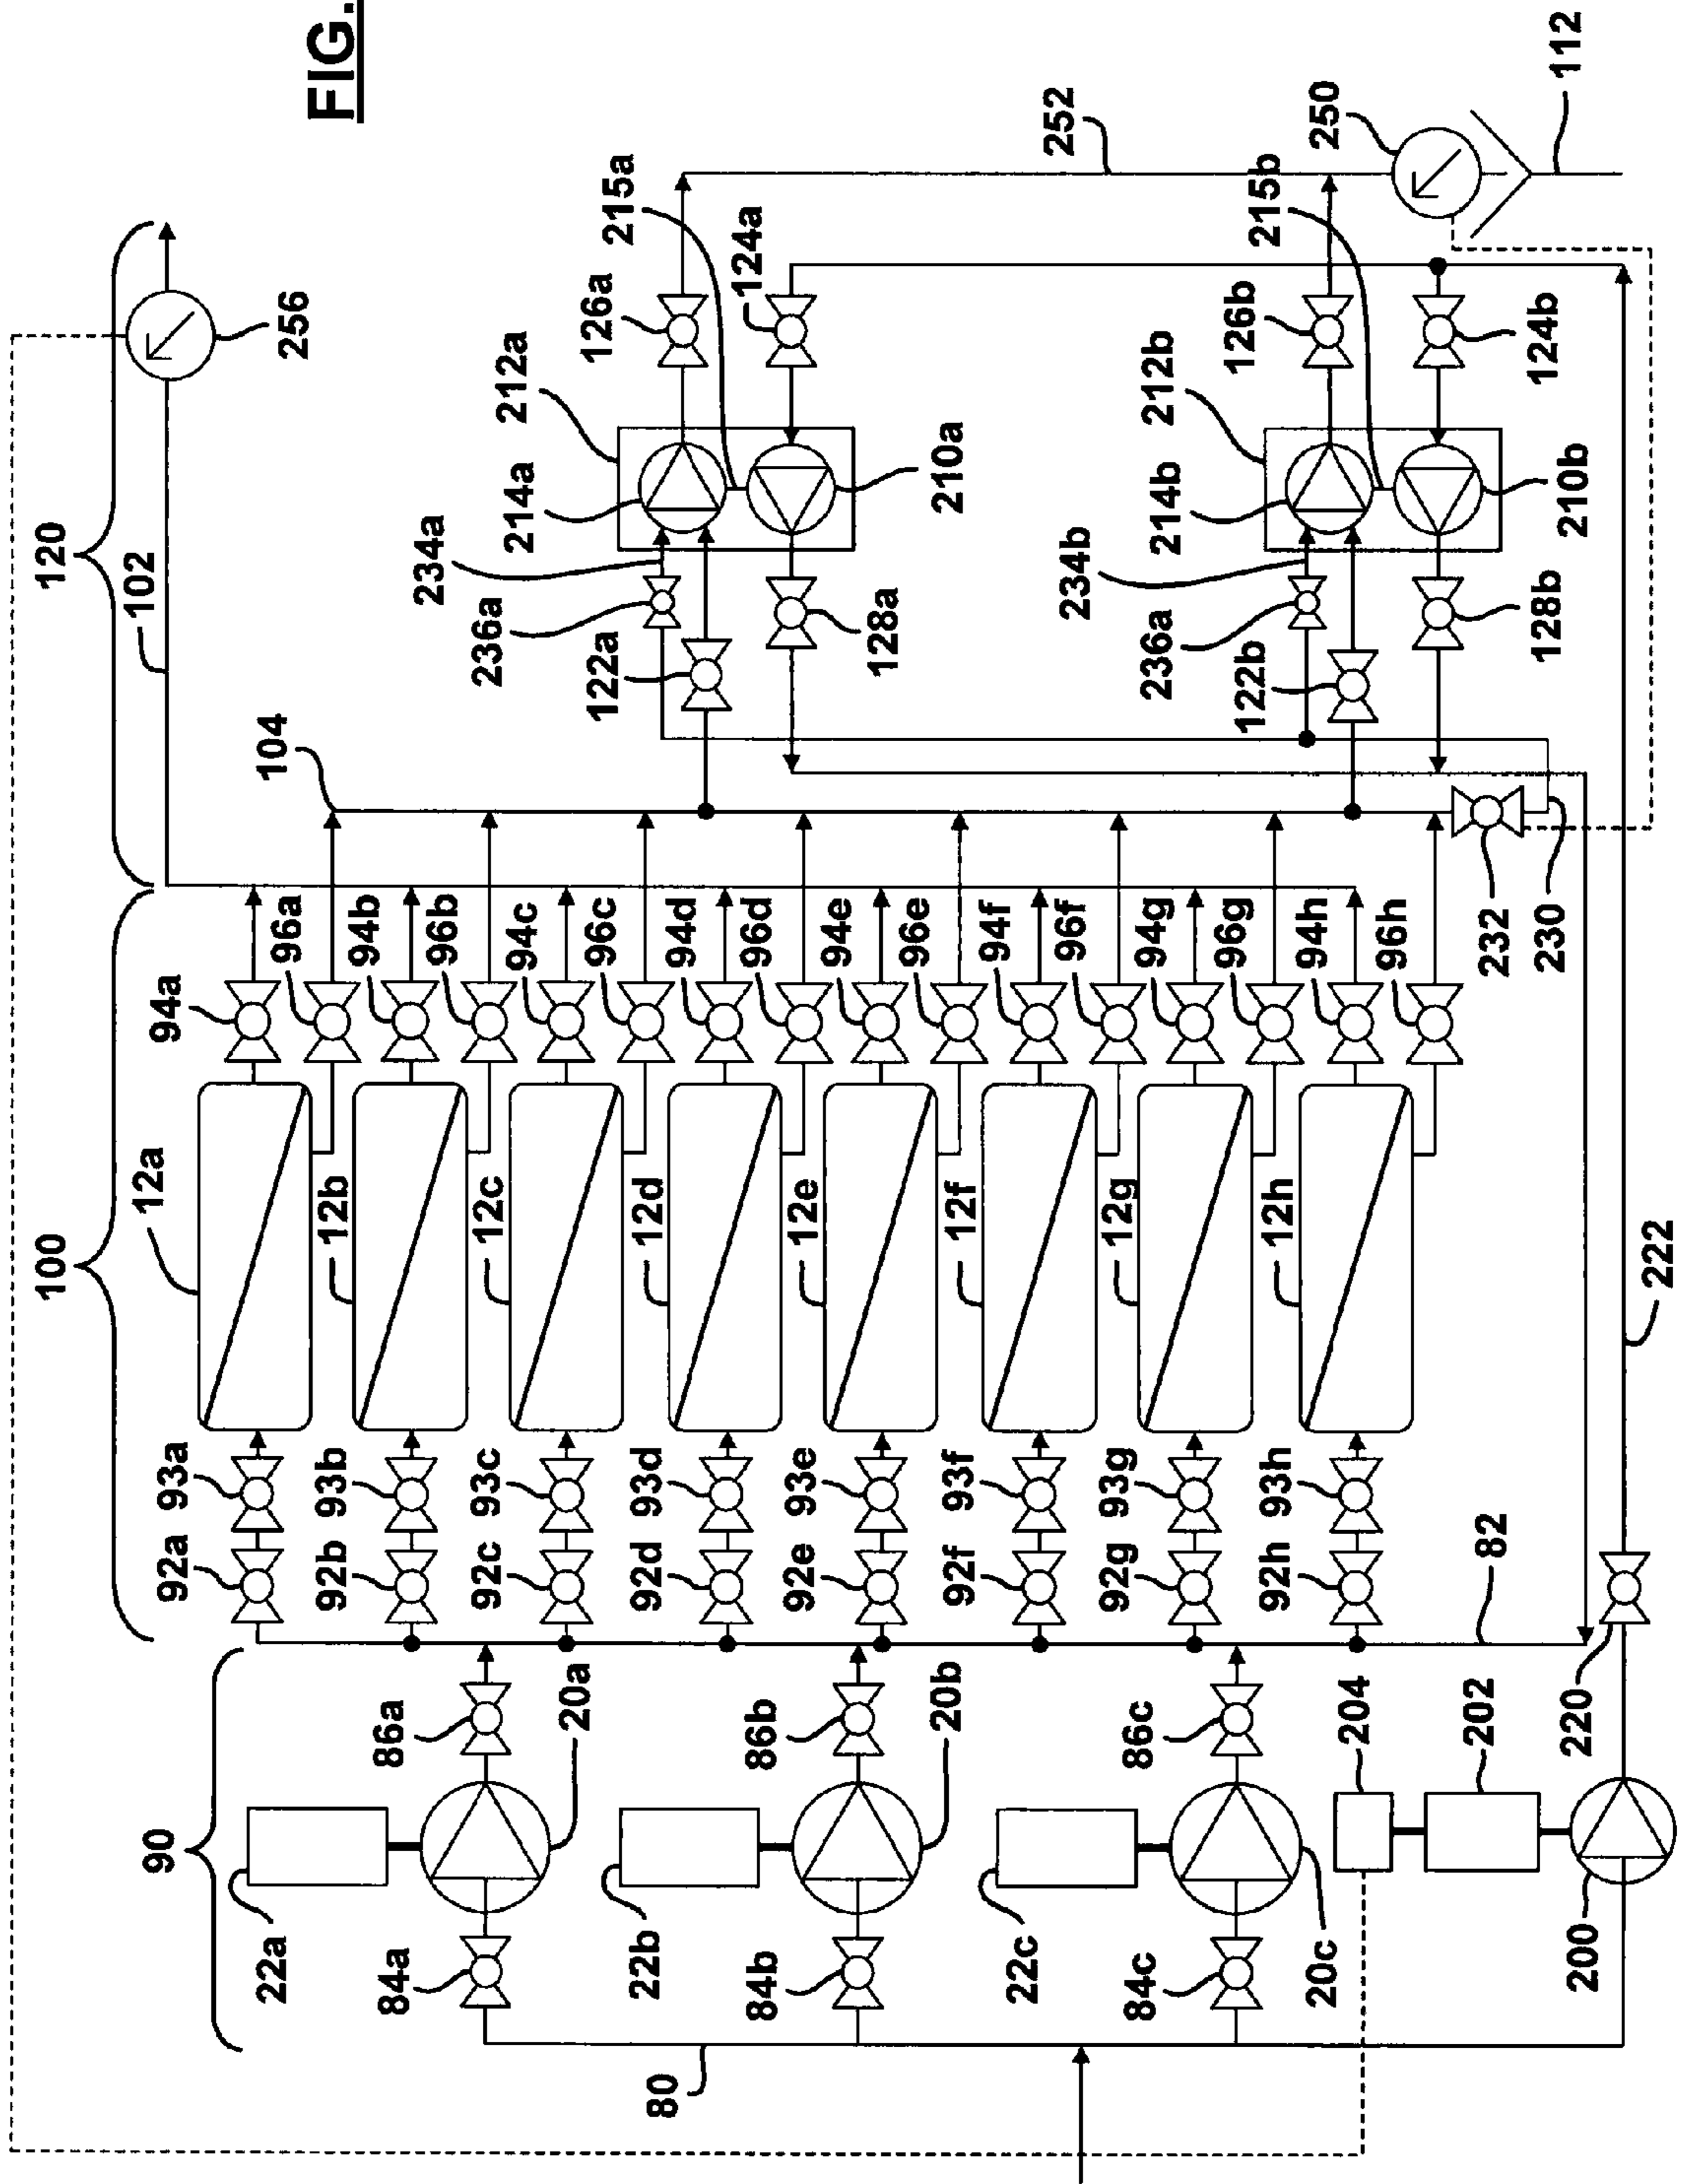 FIG.
120
102
256
104
212a
214a
234a
236a
122a
126a
215a
124a
210a
128a
252
212b
214b
234b
236a
122b
126b
215b
124b
210b
128b
250
112
232
230
100
12a
94a
96a
12b
94b
96b
12c
94c
96c
12d
94d
96d
12e
94e
96e
12f
94f
96f
12g
94g
96g
12h
94h
96h
92a
93a
92b
93b
92c
93c
92d
93d
92e
93e
92f
93f
92g
93g
92h
93h
82
222
90
22a
84a
86a
20a
22b
84b
86b
20b
22c
84c
86c
20c
204
202
220
200
80